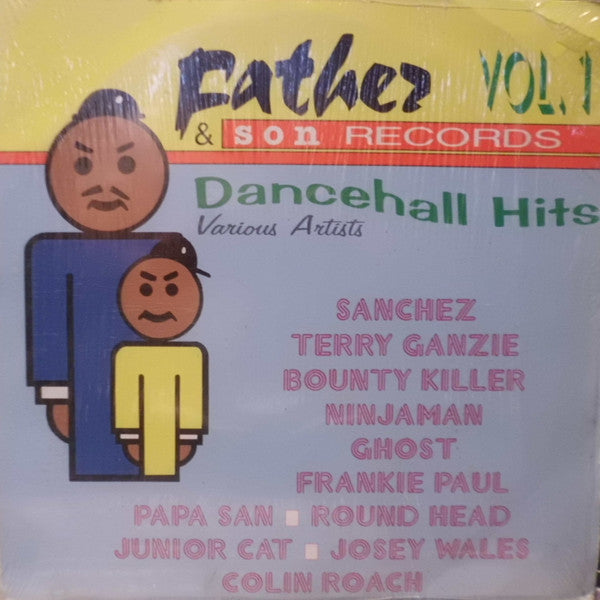 Father VOL. 1
& son RECORDS
Dancehall Hits
Various Artists
SANCHEZ
TERRY GANZIE
BOUNTY KILLER
NINJAMAN
GHOST
FRANKIE PAUL
PAPA SAN ■ ROUND HEAD
JUNIOR CAT ■ JOSEY WALES
COLIN ROACH